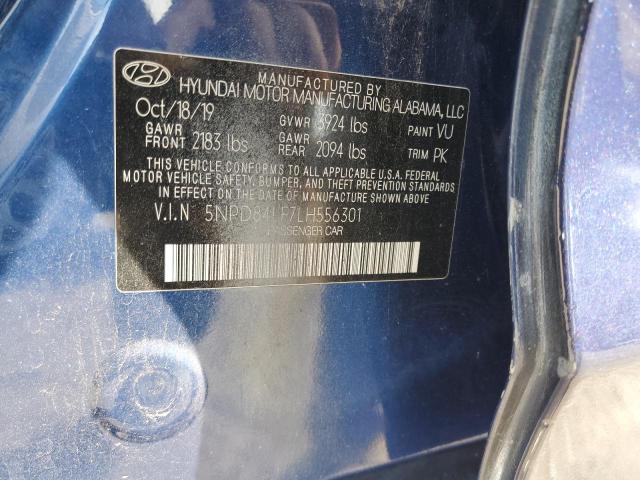 MANUFACTURED BY
HYUNDAI MOTOR MANUFACTURING ALABAMA, LLC
Oct/18/19 GVWR 3924 lbs PAINT VU
GAWR FRONT 2183 lbs GAWR REAR 2094 lbs TRIM PK
THIS VEHICLE CONFORMS TO ALL APPLICABLE U.S.A. FEDERAL
MOTOR VEHICLE SAFETY, BUMPER, AND THEFT PREVENTION STANDARDS
IN EFFECT ON THE DATE OF MANUFACTURE SHOWN ABOVE.
V.I.N 5NPD84LF7LH556301
PASSENGER CAR